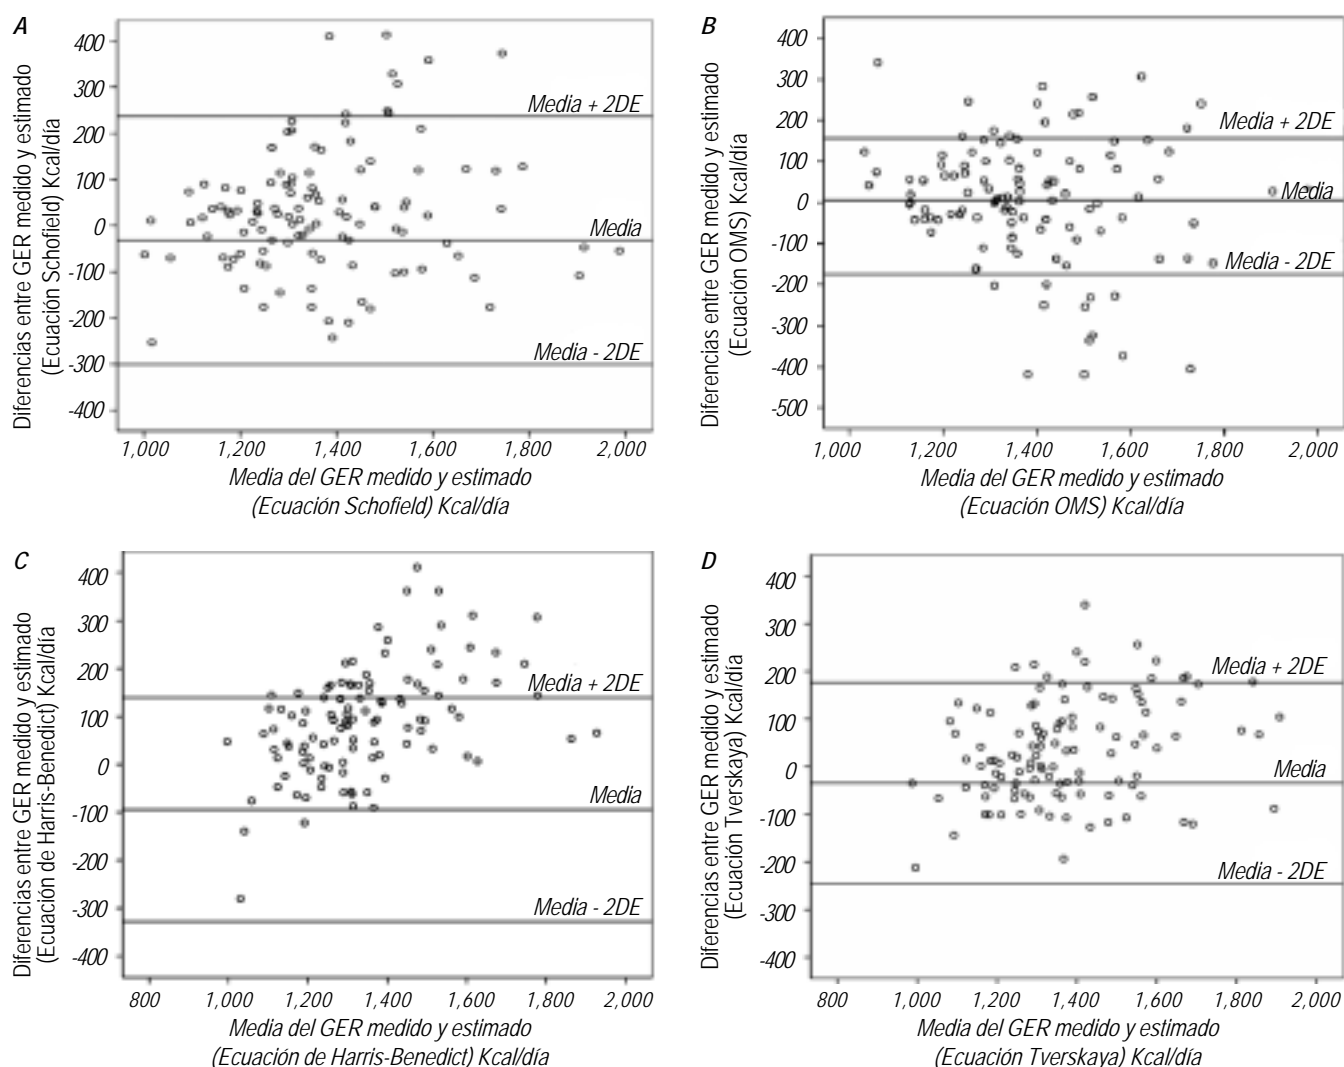 A
Diferencias entre GER medido y estimado
(Ecuación Schofield) Kcal/día
400
300
200
100
0
-100
-200
-300
-400
Media + 2DE
Media
Media - 2DE
1,000
1,200
1,400
1,600
1,800
2,000
Media del GER medido y estimado
(Ecuación Schofield) Kcal/día
B
Diferencias entre GER medido y estimado
(Ecuación OMS) Kcal/día
400
300
200
100
0
-100
-200
-300
-400
-500
Media + 2DE
Media
Media - 2DE
1,000
1,200
1,400
1,600
1,800
2,000
Media del GER medido y estimado
(Ecuación OMS) Kcal/día
C
Diferencias entre GER medido y estimado
(Ecuación de Harris-Benedict) Kcal/día
400
300
200
100
0
-100
-200
-300
-400
Media + 2DE
Media
Media - 2DE
800
1,000
1,200
1,400
1,600
1,800
2,000
Media del GER medido y estimado
(Ecuación de Harris-Benedict) Kcal/día
D
Diferencias entre GER medido y estimado
(Ecuación Tverskaya) Kcal/día
400
300
200
100
0
-100
-200
-300
-400
Media + 2DE
Media
Media - 2DE
800
1,000
1,200
1,400
1,600
1,800
2,000
Media del GER medido y estimado
(Ecuación Tverskaya) Kcal/día